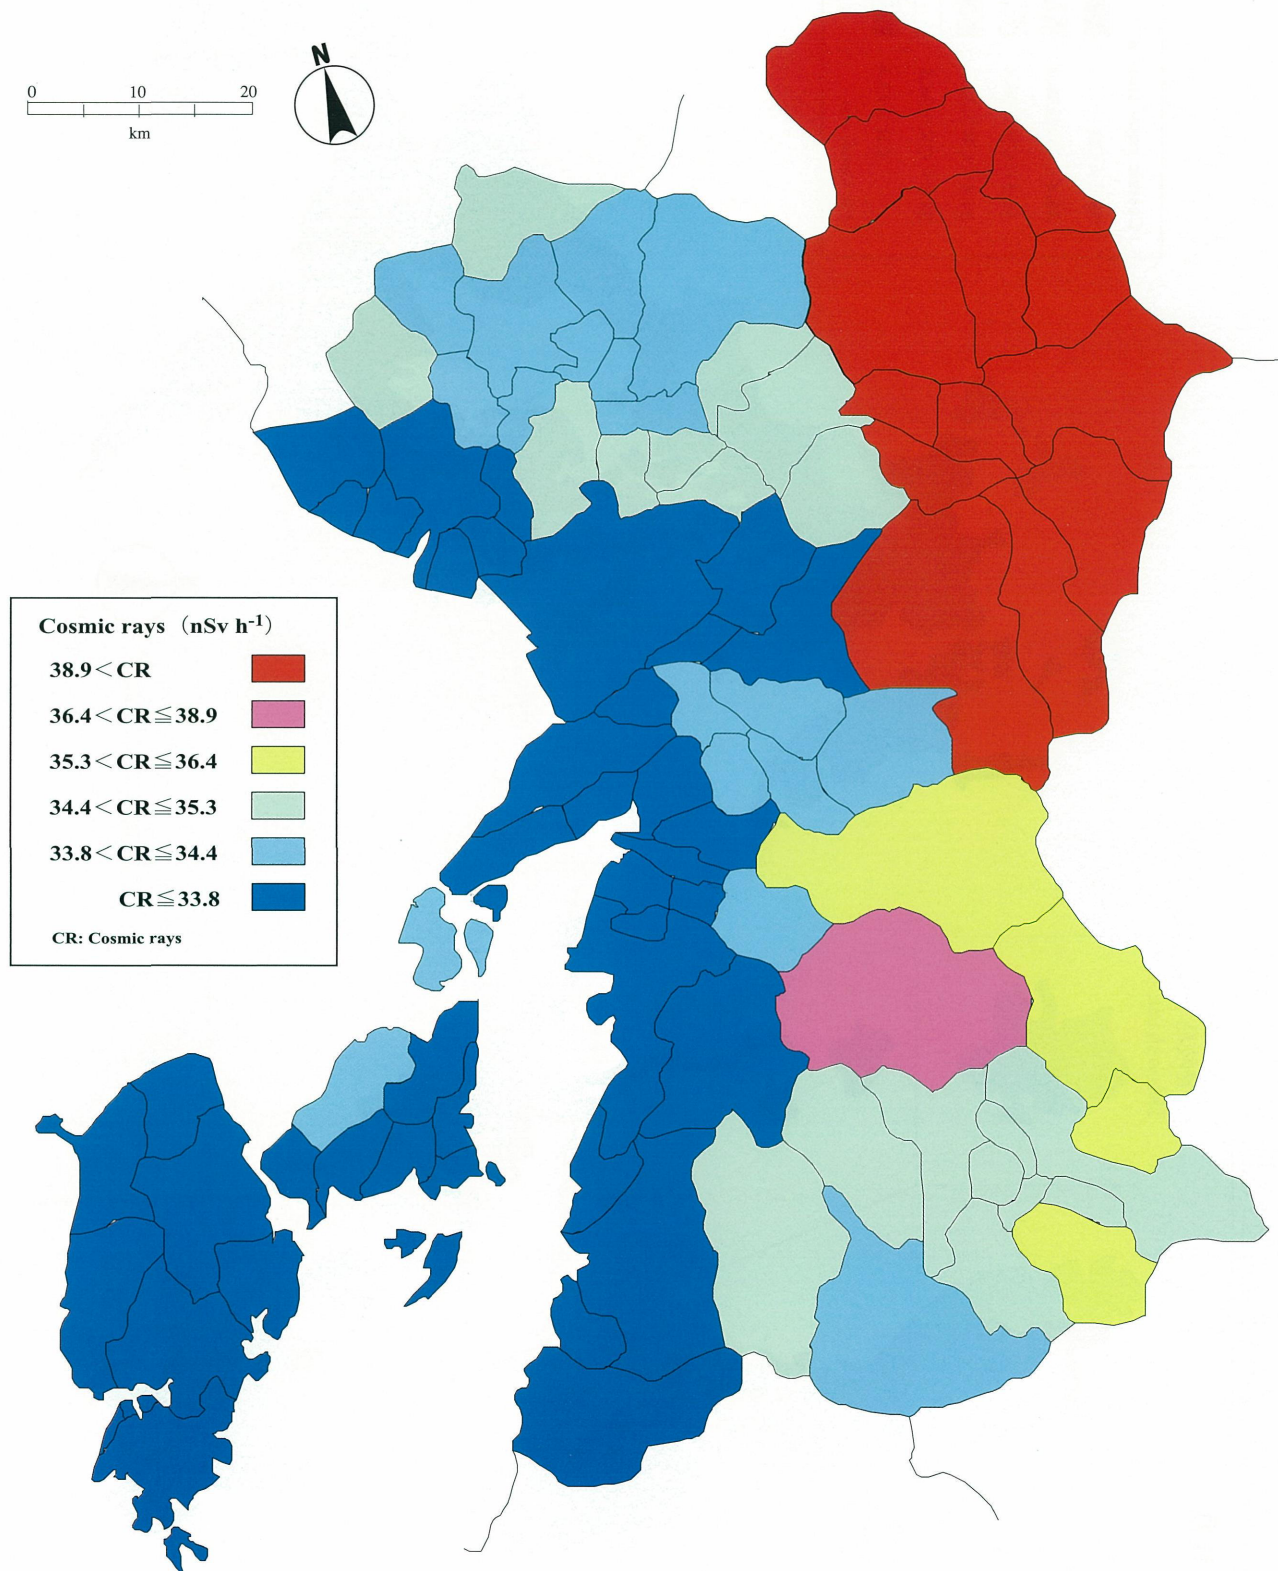 N
0 10 20
km
Cosmic rays (nSv h-1)
38.9<CR
36.4<CR≦38.9
35.3<CR≦36.4
34.4<CR≦35.3
33.8<CR≦34.4
CR≦33.8
CR: Cosmic rays